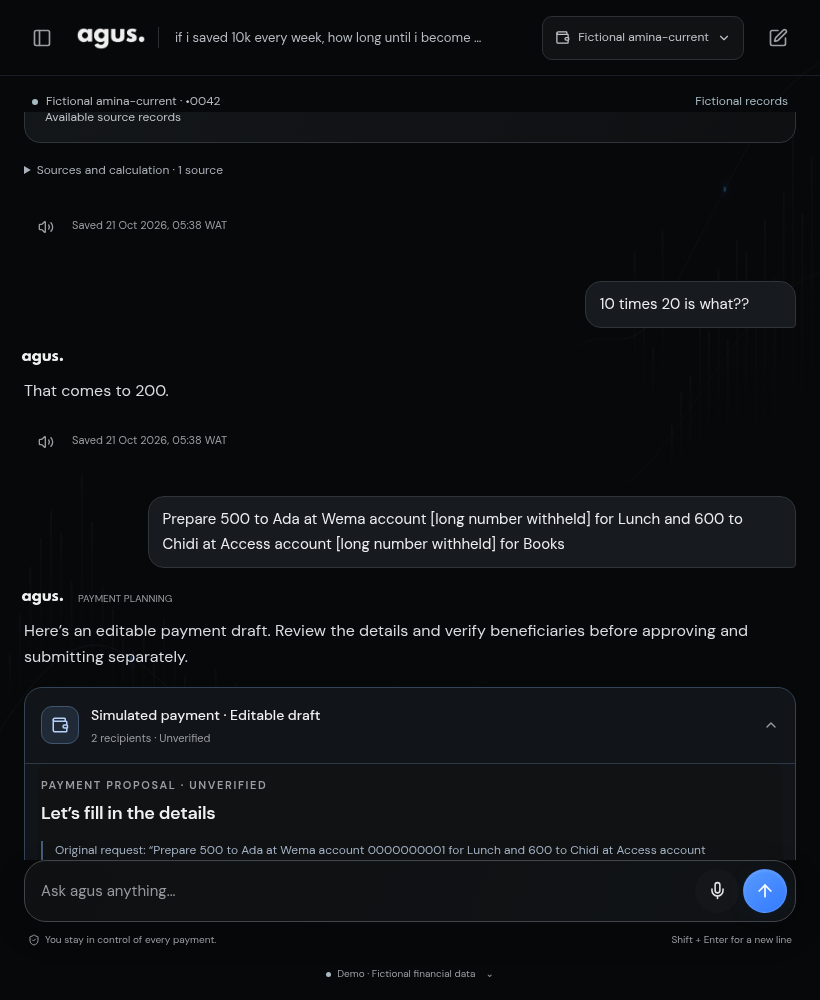 agus.
if i saved 10k every week, how long until i become ...
Fictional amina-current
Fictional amina-current · •0042
Fictional records
Available source records
Sources and calculation · 1 source
Saved 21 Oct 2026, 05:38 WAT
10 times 20 is what??
agus.
That comes to 200.
Saved 21 Oct 2026, 05:38 WAT
Prepare 500 to Ada at Wema account [long number withheld] for Lunch and 600 to
Chidi at Access account [long number withheld] for Books
agus. PAYMENT PLANNING
Here’s an editable payment draft. Review the details and verify beneficiaries before approving and
submitting separately.
Simulated payment · Editable draft
2 recipients · Unverified
PAYMENT PROPOSAL · UNVERIFIED
Let’s fill in the details
Original request: “Prepare 500 to Ada at Wema account 0000000001 for Lunch and 600 to Chidi at Access account
Ask agus anything...
You stay in control of every payment.
Shift + Enter for a new line
Demo · Fictional financial data